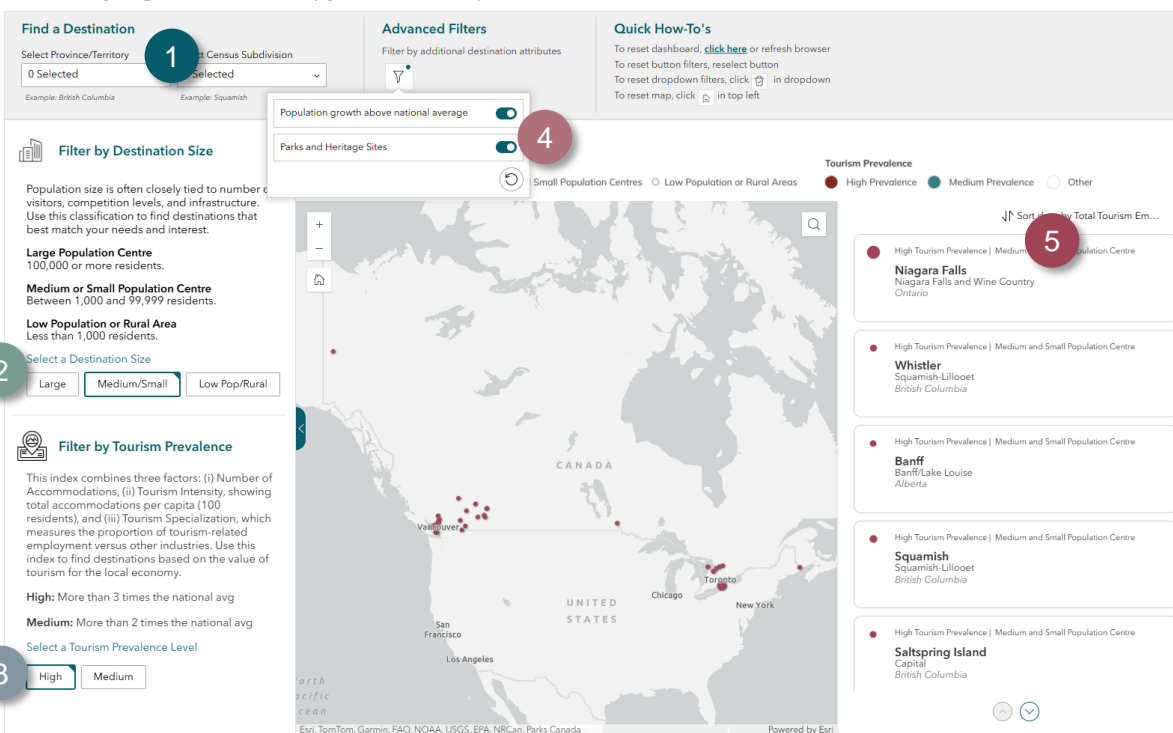 Find a Destination
Select Province/Territory
Census Subdivision
0 Selected
Selected
Example: British Columbia
Example: Squamish
1
Advanced Filters
Filter by additional destination attributes
Population growth above national average
Parks and Heritage Sites
4
Quick How-To's
To reset dashboard, click here or refresh browser
To reset button filters, reselect button
To reset dropdown filters, click in dropdown
To reset map, click in top left
Filter by Destination Size
Population size is often closely tied to number
visitors, competition levels, and infrastructure.
Use this classification to find destinations that
best match your needs and interest.
Large Population Centre
100,000 or more residents.
Medium or Small Population Centre
Between 1,000 and 99,999 residents.
Low Population or Rural Area
Less than 1,000 residents.
Select a Destination Size
2
Large
Medium/Small
Low Pop/Rural
Filter by Tourism Prevalence
This index combines three factors: (i) Number of
Accommodations, (ii) Tourism Intensity, showing
total accommodations per capita (100
residents), and (iii) Tourism Specialization, which
measures the proportion of tourism-related
employment versus other industries. Use this
index to find destinations based on the value of
tourism for the local economy.
High: More than 3 times the national avg
Medium: More than 2 times the national avg
Select a Tourism Prevalence Level
3
High
Medium
Small Population Centres
Low Population or Rural Areas
Tourism Prevalence
High Prevalence
Medium Prevalence
Other
+
−
CANADA
Vancouver
Toronto
Chicago
New York
UNITED
STATES
San
Francisco
Los Angeles
Esri, TomTom, Garmin, FAO, NOAA, USGS, EPA, NRCan, Parks Canada
Powered by Esri
Sort by Total Tourism Em...
5
High Tourism Prevalence | Medium Population Centre
Niagara Falls
Niagara Falls and Wine Country
Ontario
High Tourism Prevalence | Medium and Small Population Centre
Whistler
Squamish-Lillooet
British Columbia
High Tourism Prevalence | Medium and Small Population Centre
Banff
Banff/Lake Louise
Alberta
High Tourism Prevalence | Medium and Small Population Centre
Squamish
Squamish-Lillooet
British Columbia
High Tourism Prevalence | Medium and Small Population Centre
Saltspring Island
Capital
British Columbia